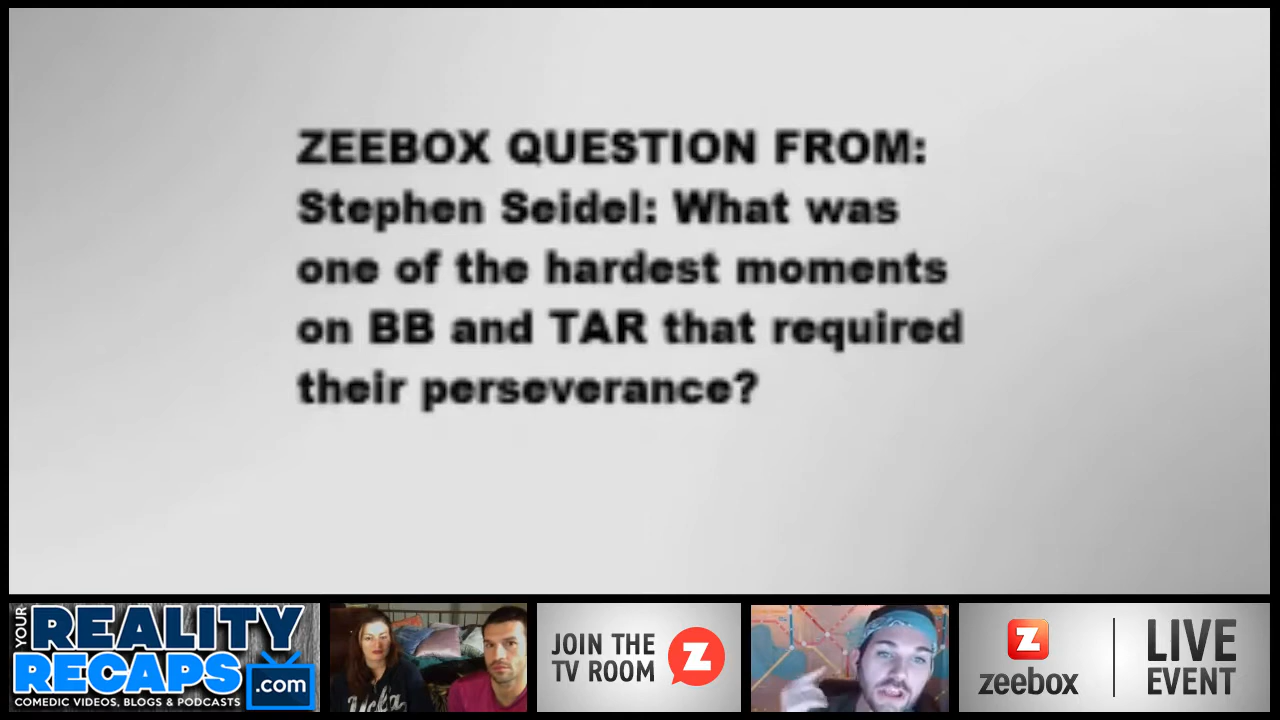 ZEEBOX QUESTION FROM:
Stephen Seidel: What was
one of the hardest moments
on BB and TAR that required
their perseverance?
YOUR
REALITY
RECAPS
.com
COMEDIC VIDEOS, BLOGS & PODCASTS
JOIN THE
TV ROOM
z
z
zeebox
LIVE
EVENT